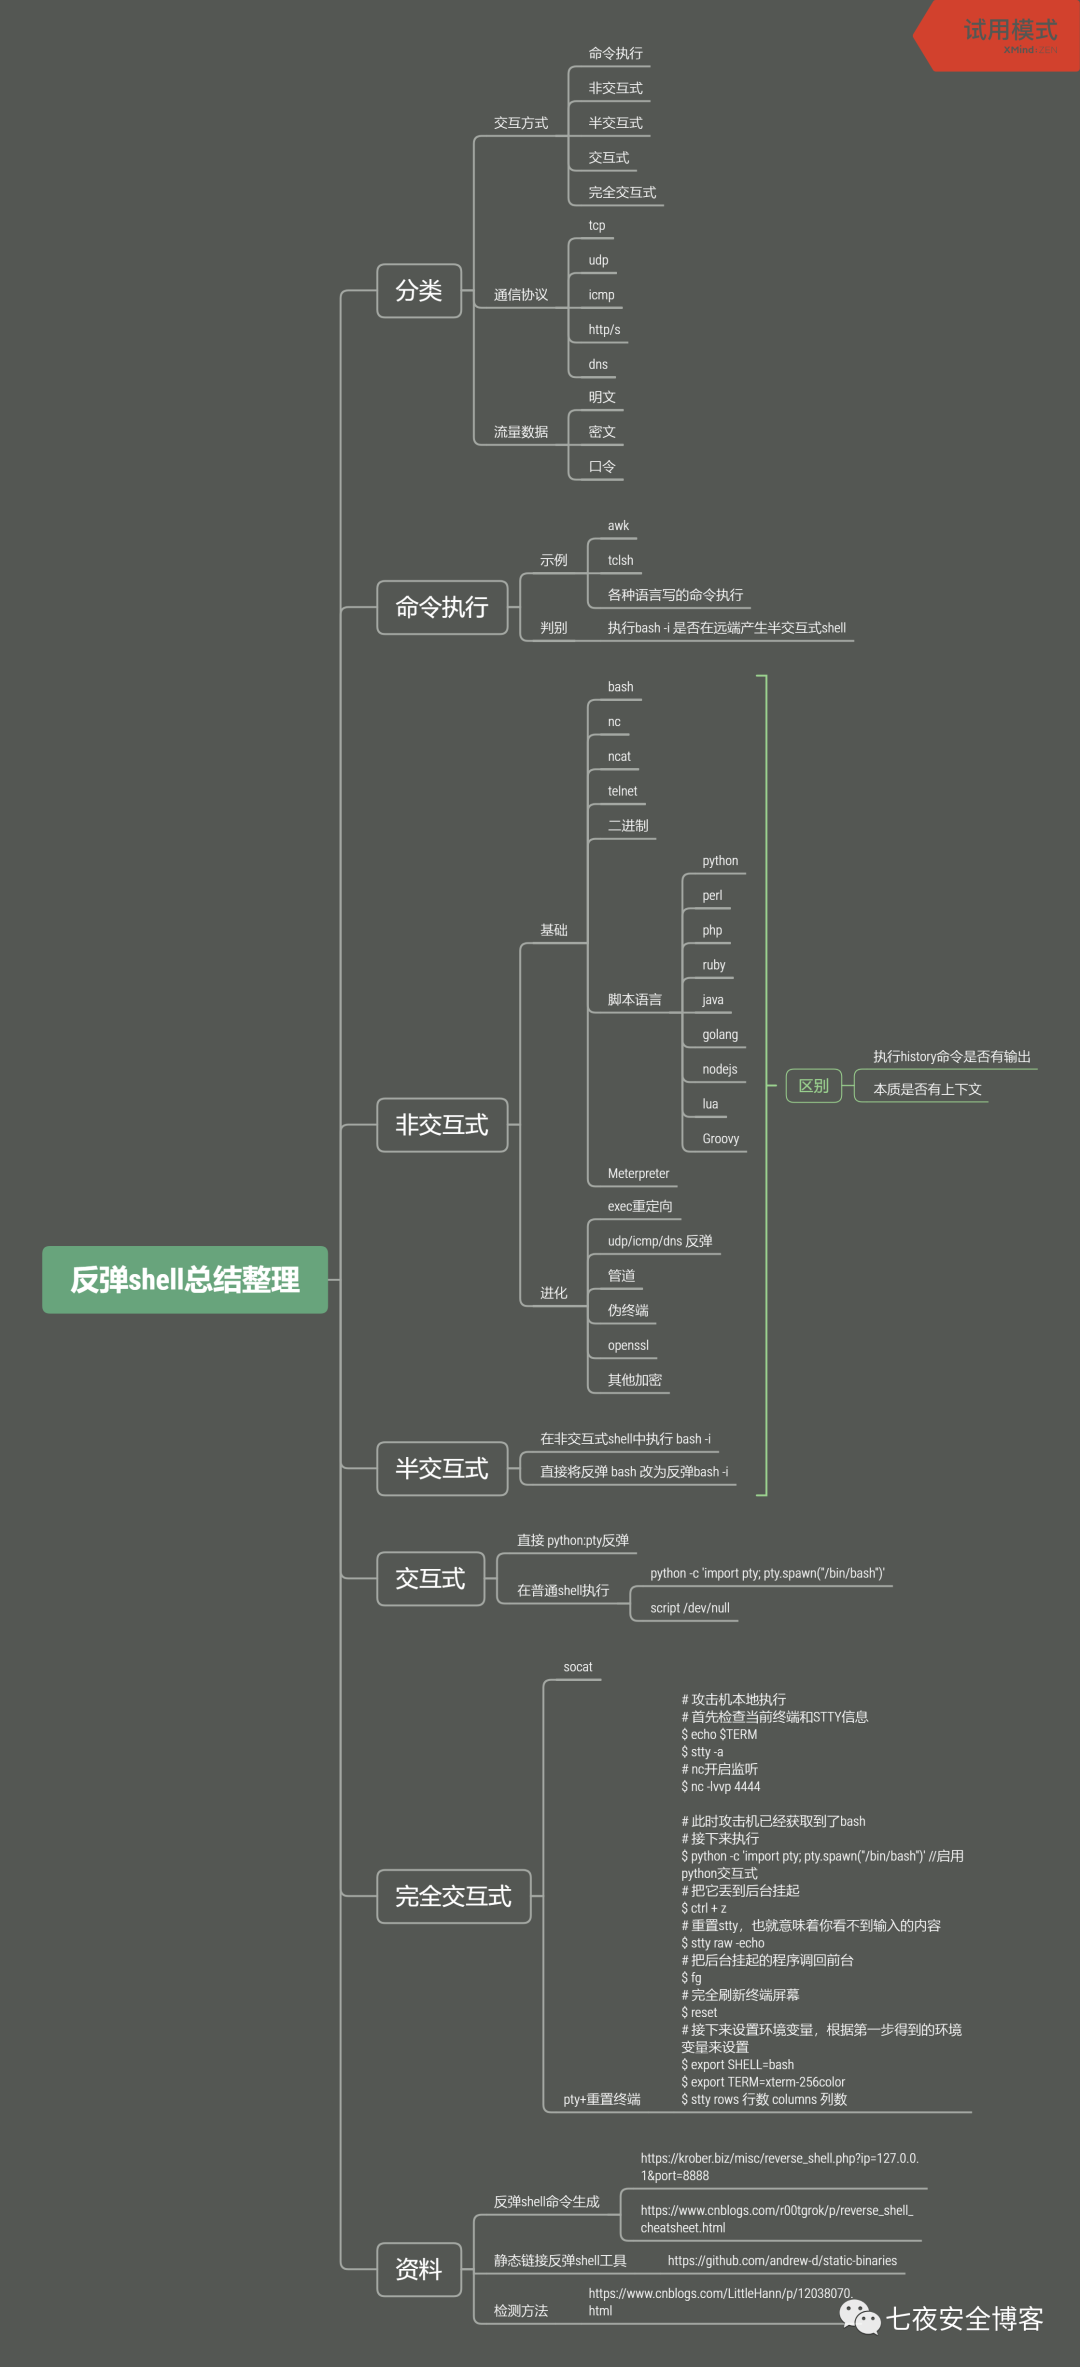 试用模式
XMind:ZEN
命令执行
非交互式
交互方式
半交互式
交互式
完全交互式
tcp
udp
分类
通信协议
icmp
http/s
dns
明文
流量数据
密文
口令
awk
示例
tclsh
各种语言写的命令执行
命令执行
判别
执行bash -i 是否在远端产生半交互式shell
bash
nc
ncat
telnet
二进制
python
perl
基础
php
ruby
脚本语言
java
golang
nodejs
lua
Groovy
区别
执行history命令是否有输出
本质是否有上下文
非交互式
Meterpreter
exec重定向
udp/icmp/dns 反弹
管道
进化
伪终端
openssl
其他加密
反弹shell总结整理
半交互式
在非交互式shell中执行 bash -i
直接将反弹 bash 改为反弹bash -i
交互式
直接 python:pty反弹
在普通shell执行
python -c 'import pty; pty.spawn("/bin/bash")'
script /dev/null
socat
# 攻击机本地执行
# 首先检查当前终端和STTY信息
$ echo $TERM
$ stty -a
# nc开启监听
$ nc -lvvp 4444
# 此时攻击机已经获取到了bash
# 接下来执行
$ python -c 'import pty; pty.spawn("/bin/bash")' //启用
python交互式
# 把它丢到后台挂起
$ ctrl + z
# 重置stty，也就意味着你看不到输入的内容
$ stty raw -echo
# 把后台挂起的程序调回前台
$ fg
# 完全刷新终端屏幕
$ reset
# 接下来设置环境变量，根据第一步得到的环境
变量来设置
$ export SHELL=bash
$ export TERM=xterm-256color
$ stty rows 行数 columns 列数
完全交互式
pty+重置终端
https://krober.biz/misc/reverse_shell.php?ip=127.0.0.
1&port=8888
反弹shell命令生成
https://www.cnblogs.com/r00tgrok/p/reverse_shell_
cheatsheet.html
资料
静态链接反弹shell工具
https://github.com/andrew-d/static-binaries
检测方法
https://www.cnblogs.com/LittleHann/p/12038070.
html
七夜安全博客